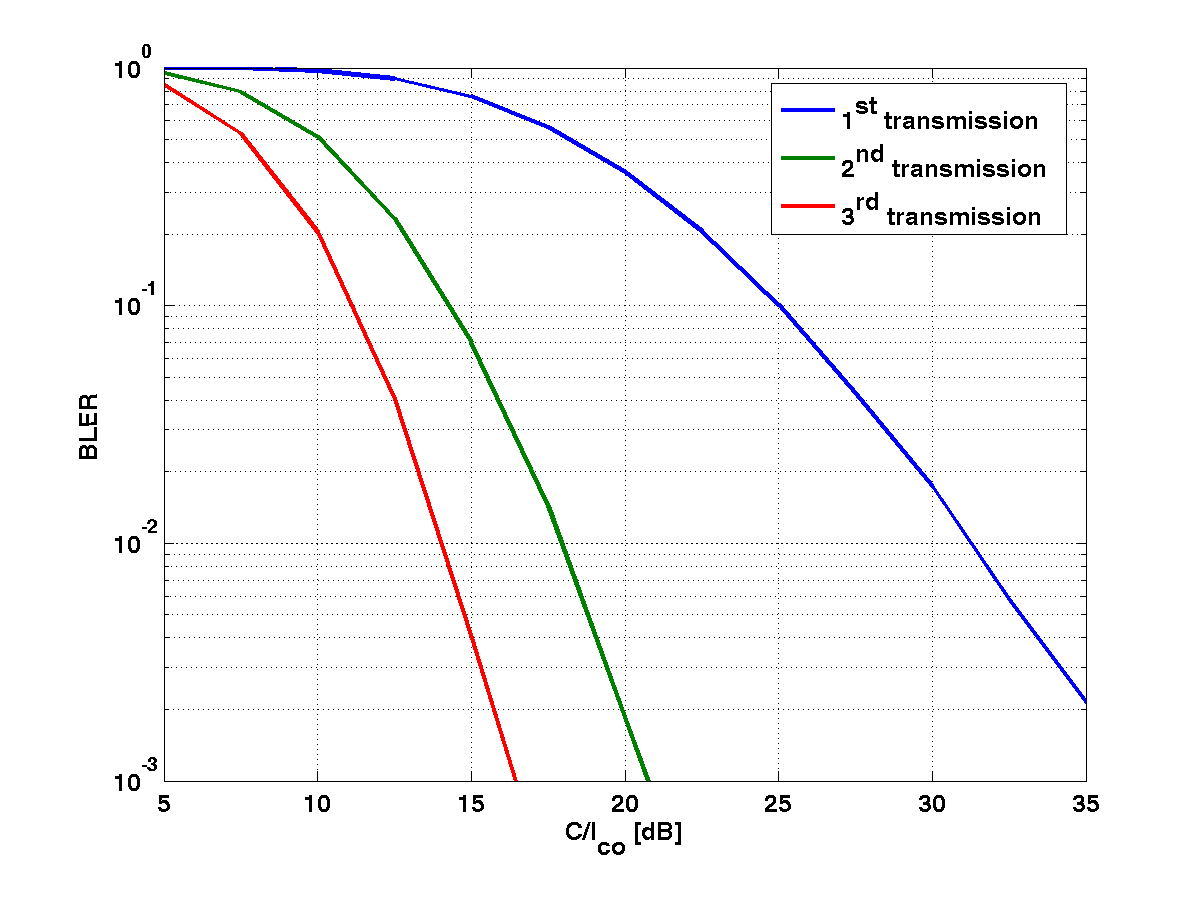 10^0
10^-1
10^-2
10^-3
BLER
1^st transmission
2^nd transmission
3^rd transmission
5 10 15 20 25 30 35
C/I_co [dB]